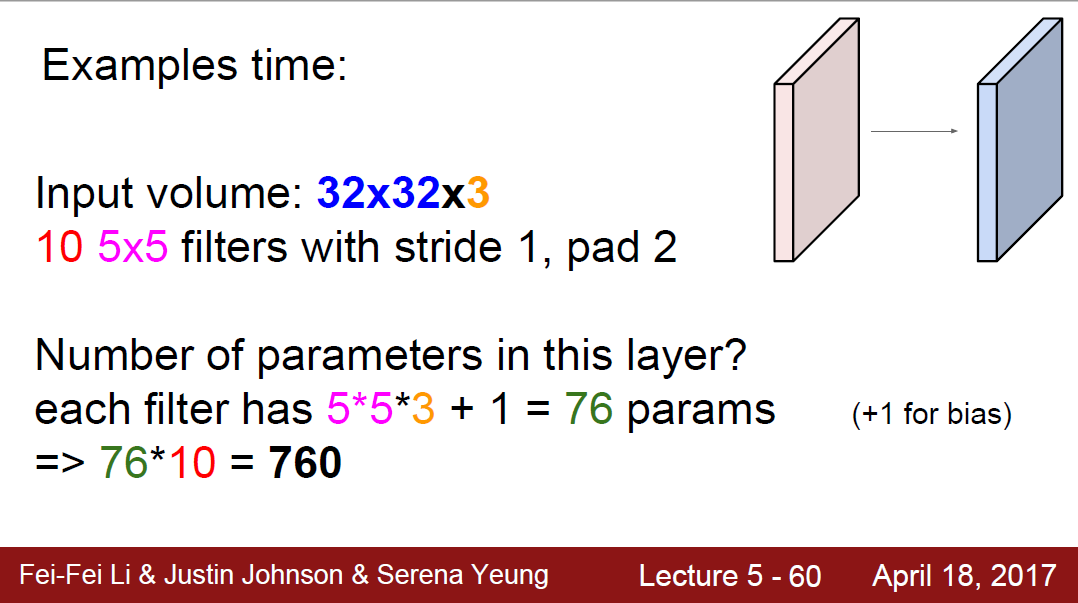 Examples time:
Input volume: 32x32x3
10 5x5 filters with stride 1, pad 2
Number of parameters in this layer?
each filter has 5*5*3 + 1 = 76 params (+1 for bias)
=> 76*10 = 760
Fei-Fei Li & Justin Johnson & Serena Yeung Lecture 5 - 60 April 18, 2017